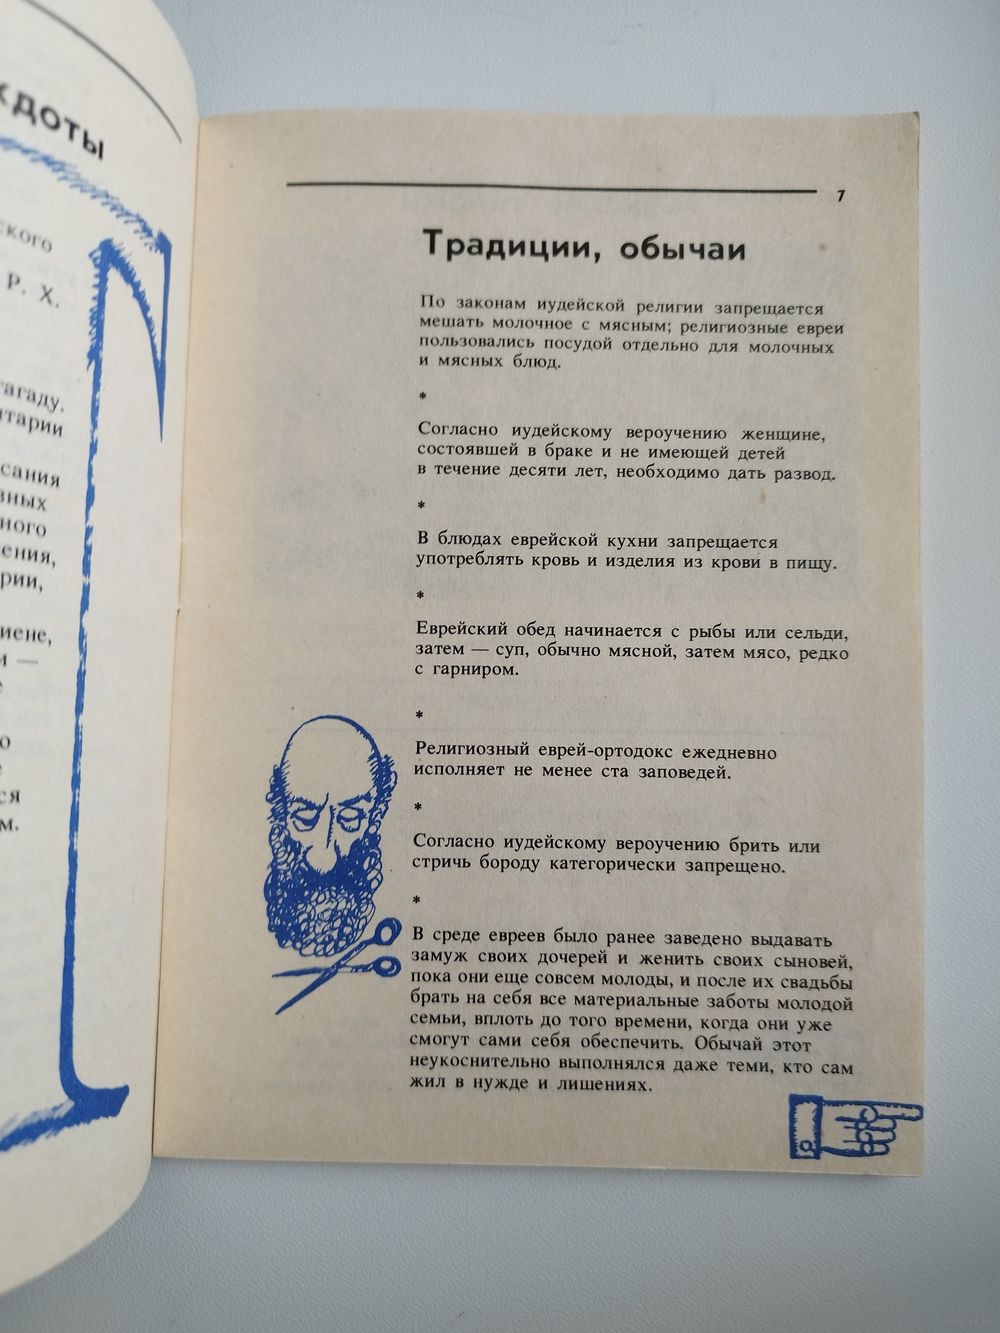 ждоты
ского
Р. Х.
гагаду.
нтарии
сания
зных
ного
ения,
рии,
иене,
и —
е
о
е
ся
м.
7
Традиции, обычаи
По законам иудейской религии запрещается
мешать молочное с мясным; религиозные евреи
пользовались посудой отдельно для молочных
и мясных блюд.
*
Согласно иудейскому вероучению женщине,
состоявшей в браке и не имеющей детей
в течение десяти лет, необходимо дать развод.
*
В блюдах еврейской кухни запрещается
употреблять кровь и изделия из крови в пищу.
*
Еврейский обед начинается с рыбы или сельди,
затем — суп, обычно мясной, затем мясо, редко
с гарниром.
*
Религиозный еврей-ортодокс ежедневно
исполняет не менее ста заповедей.
*
Согласно иудейскому вероучению брить или
стричь бороду категорически запрещено.
*
В среде евреев было ранее заведено выдавать
замуж своих дочерей и женить своих сыновей,
пока они еще совсем молоды, и после их свадьбы
брать на себя все материальные заботы молодой
семьи, вплоть до того времени, когда они уже
смогут сами себя обеспечить. Обычай этот
неукоснительно выполнялся даже теми, кто сам
жил в нужде и лишениях.